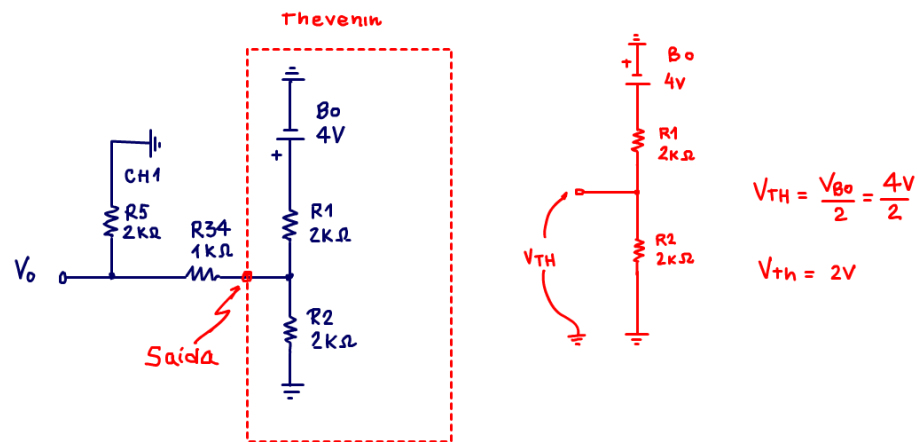 Thevenin
Bo
4V
+
CH1
R5
2KΩ
R34
1KΩ
R1
2KΩ
Vo
R2
2KΩ
Saída
+
Bo
4V
R1
2KΩ
VTH
R2
2KΩ
VTH = VBo/2 = 4V/2
VTh = 2V